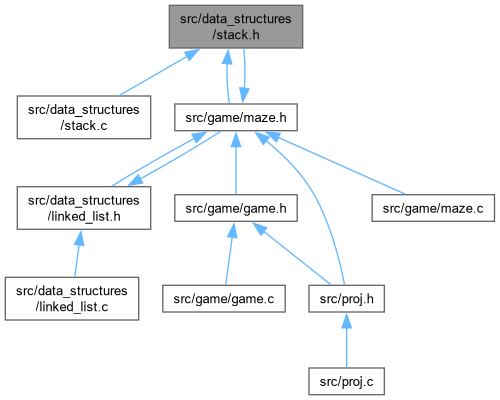 src/data_structures
/stack.h
src/data_structures
/stack.c
src/game/maze.h
src/data_structures
/linked_list.h
src/game/game.h
src/game/maze.c
src/data_structures
/linked_list.c
src/game/game.c
src/proj.h
src/proj.c